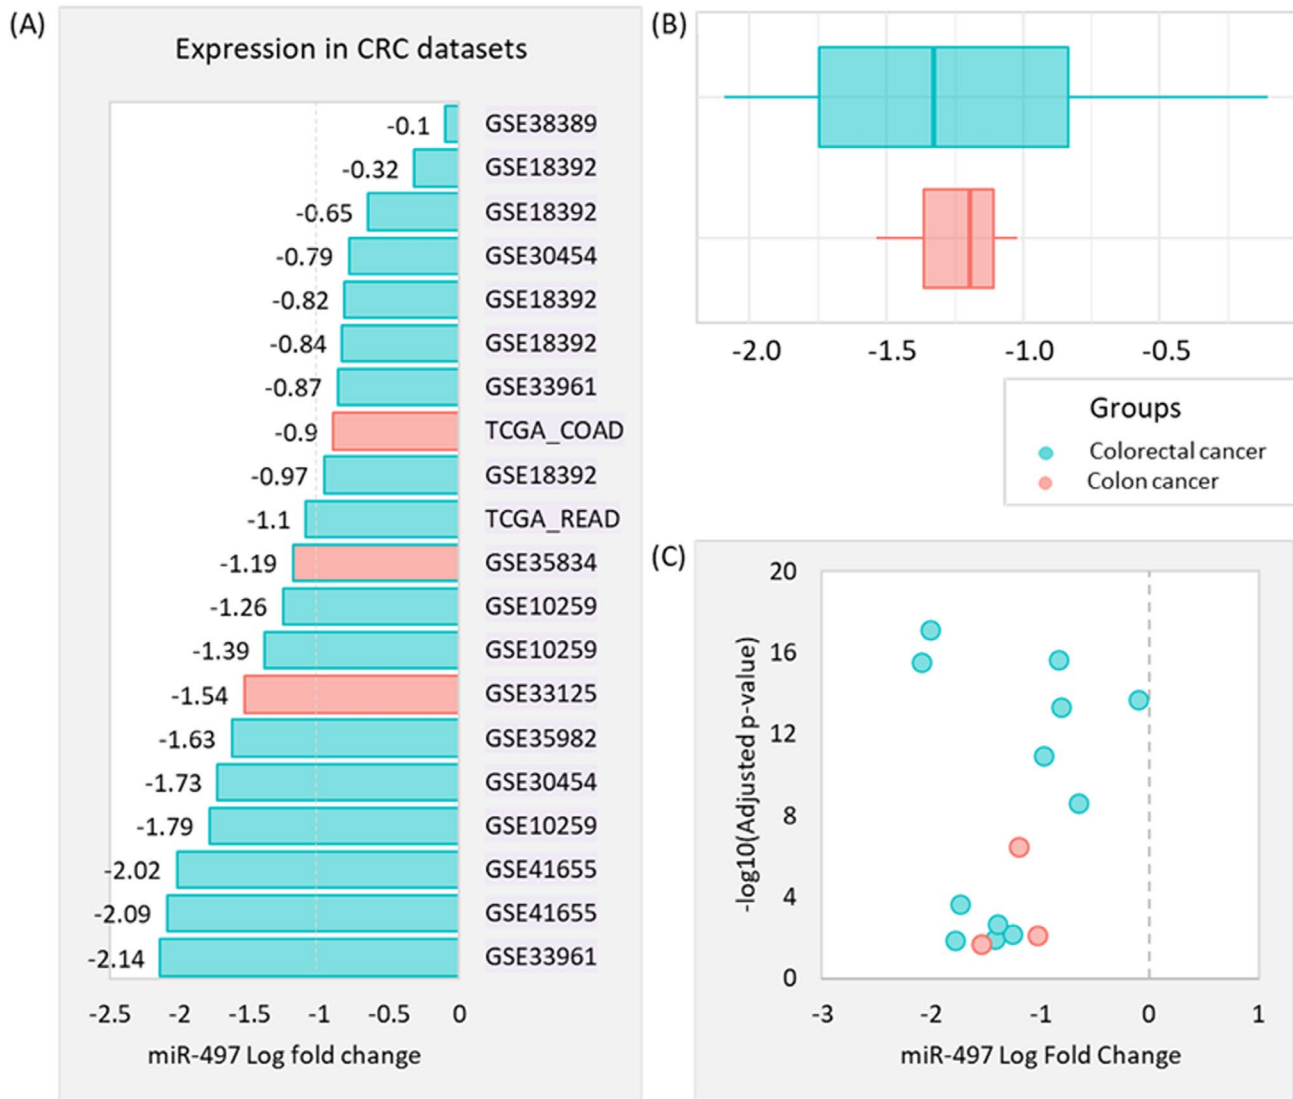 (A)
Expression in CRC datasets
-0.1 GSE38389
-0.32 GSE18392
-0.65 GSE18392
-0.79 GSE30454
-0.82 GSE18392
-0.84 GSE18392
-0.87 GSE33961
-0.9 TCGA_COAD
-0.97 GSE18392
-1.1 TCGA_READ
-1.19 GSE35834
-1.26 GSE10259
-1.39 GSE10259
-1.54 GSE33125
-1.63 GSE35982
-1.73 GSE30454
-1.79 GSE10259
-2.02 GSE41655
-2.09 GSE41655
-2.14 GSE33961
-2.5 -2 -1.5 -1 -0.5 0
miR-497 Log fold change
(B)
-2.0 -1.5 -1.0 -0.5
Groups
Colorectal cancer
Colon cancer
(C)
-log10(Adjusted p-value)
20
16
12
8
4
0
-3 -2 -1 0 1
miR-497 Log Fold Change